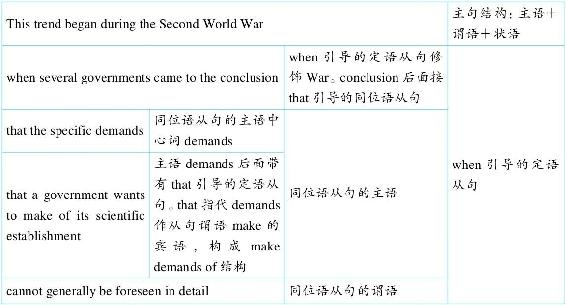 This trend began during the Second World War
主句结构：主语＋
谓语＋状语
when several governments came to the conclusion
when 引导的定语从句修
饰 War。conclusion 后面接
that 引导的同位语从句
that the specific demands
同位语从句的主语中
心词 demands
that a government wants
to make of its scientific
establishment
主语 demands 后面带
有 that 引导的定语从
句。that 指代 demands
作从句谓语 make 的
宾语，构成 make
demands of 结构
同位语从句的主语
when 引导的定语
从句
cannot generally be foreseen in detail
同位语从句的谓语